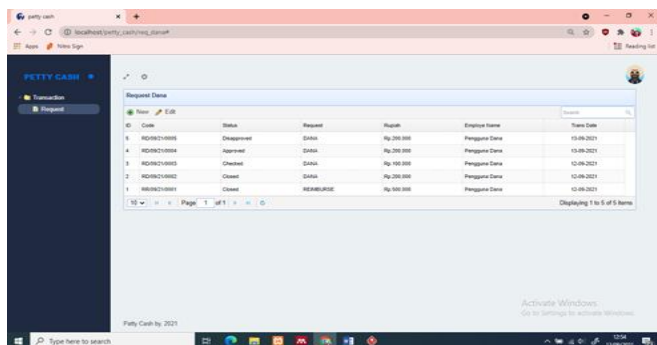 petty cash
localhost/petty_cash/req_dana#
Apps Nitro Sign Reading list
PETTY CASH
Transaction
Request
Request Dana
New Edit Search
ID Code Status Request Rupiah Employe Name Trans Date
5 RD/09/21/0005 Disapproved DANA Rp.200.000 Pengguna Dana 13-09-2021
4 RD/09/21/0004 Approved DANA Rp.200.000 Pengguna Dana 13-09-2021
3 RD/09/21/0003 Checked DANA Rp.100.000 Pengguna Dana 12-09-2021
2 RD/09/21/0002 Closed DANA Rp.200.000 Pengguna Dana 12-09-2021
1 RR/09/21/0001 Closed REIMBURSE Rp.500.000 Pengguna Dana 12-09-2021
10 Page 1 of 1 Displaying 1 to 5 of 5 items
Activate Windows
Go to Settings to activate Windows.
Petty Cash by. 2021
Type here to search
12:54